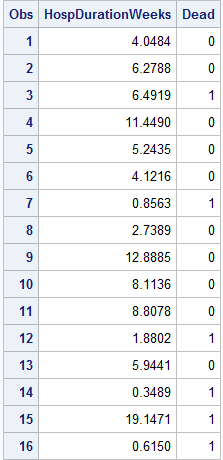 Obs HospDurationWeeks Dead
1 4.0484 0
2 6.2788 0
3 6.4919 1
4 11.4490 0
5 5.2435 0
6 4.1216 0
7 0.8563 1
8 2.7389 0
9 12.8885 0
10 8.1136 0
11 8.8078 0
12 1.8802 1
13 5.9441 0
14 0.3489 1
15 19.1471 1
16 0.6150 1